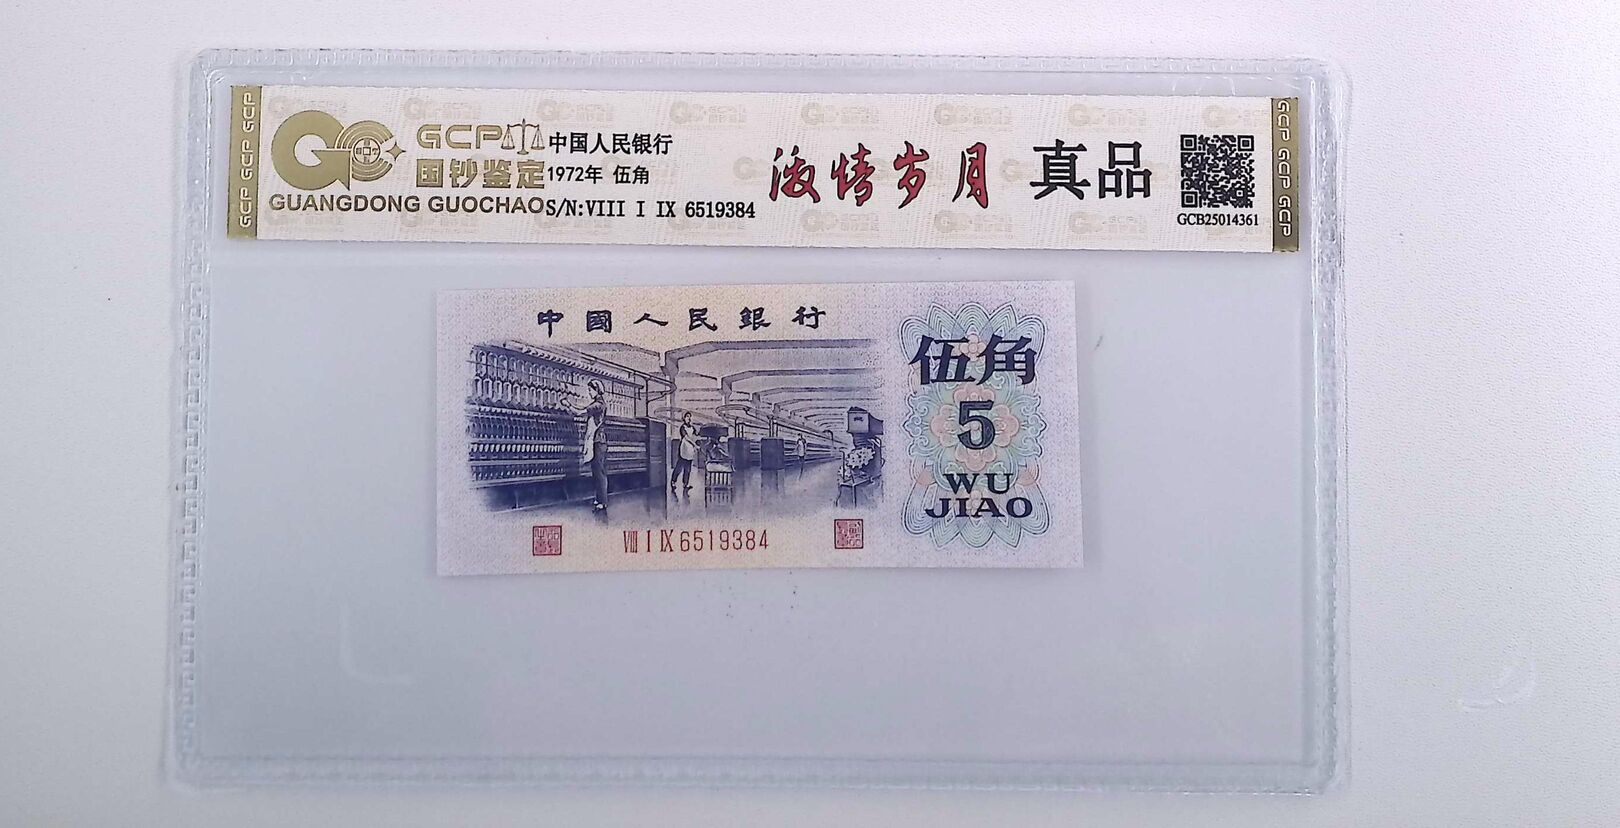 GCP GCP GCP
GCP
国钞鉴定
GUANGDONG GUOCHAO
中国人民银行
1972年 伍角
S/N:VIII I IX 6519384
激情岁月
真品
GCB25014361
GCP GCP GCP
中國人民銀行
伍角
5
WU
JIAO
VIII I IX 6519384